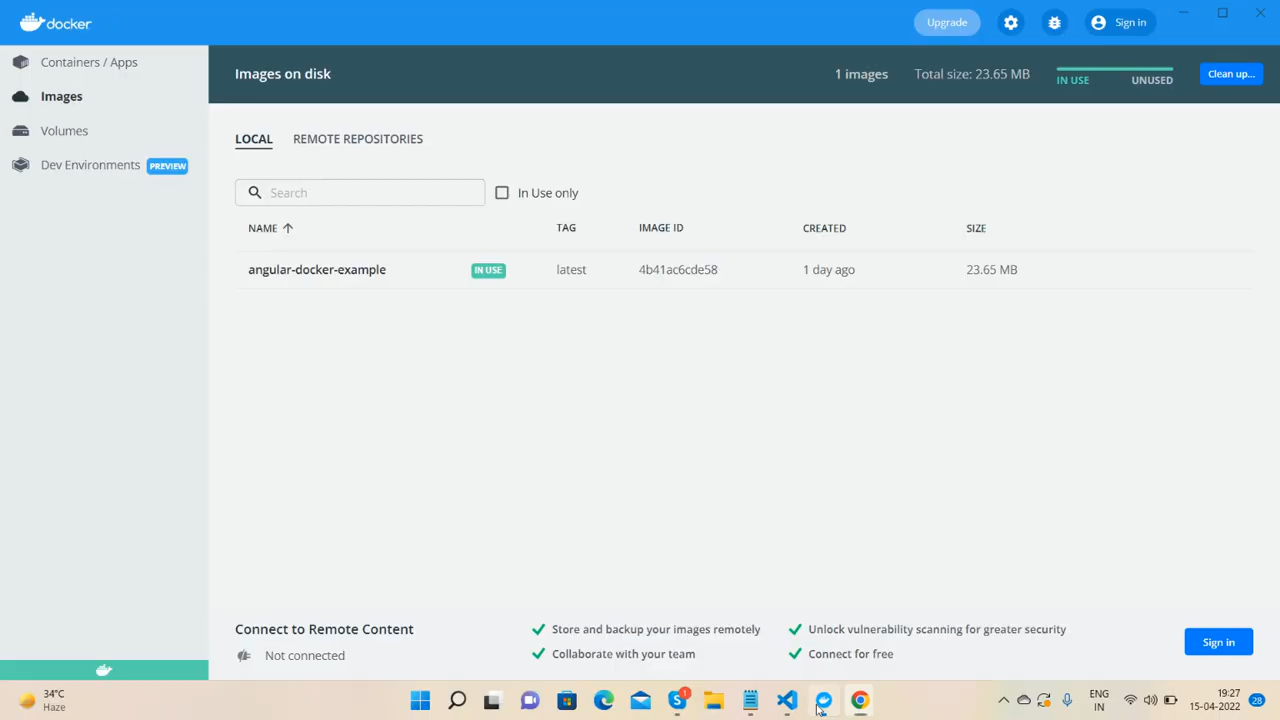 docker
Upgrade
Sign in
Containers / Apps
Images
Volumes
Dev Environments PREVIEW
Images on disk
1 images
Total size: 23.65 MB
IN USE
UNUSED
Clean up...
LOCAL
REMOTE REPOSITORIES
Search
In Use only
NAME
TAG
IMAGE ID
CREATED
SIZE
angular-docker-example
IN USE
latest
4b41ac6cde58
1 day ago
23.65 MB
Connect to Remote Content
Not connected
Store and backup your images remotely
Collaborate with your team
Unlock vulnerability scanning for greater security
Connect for free
Sign in
34°C
Haze
S
1
ENG
IN
19:27
15-04-2022
28